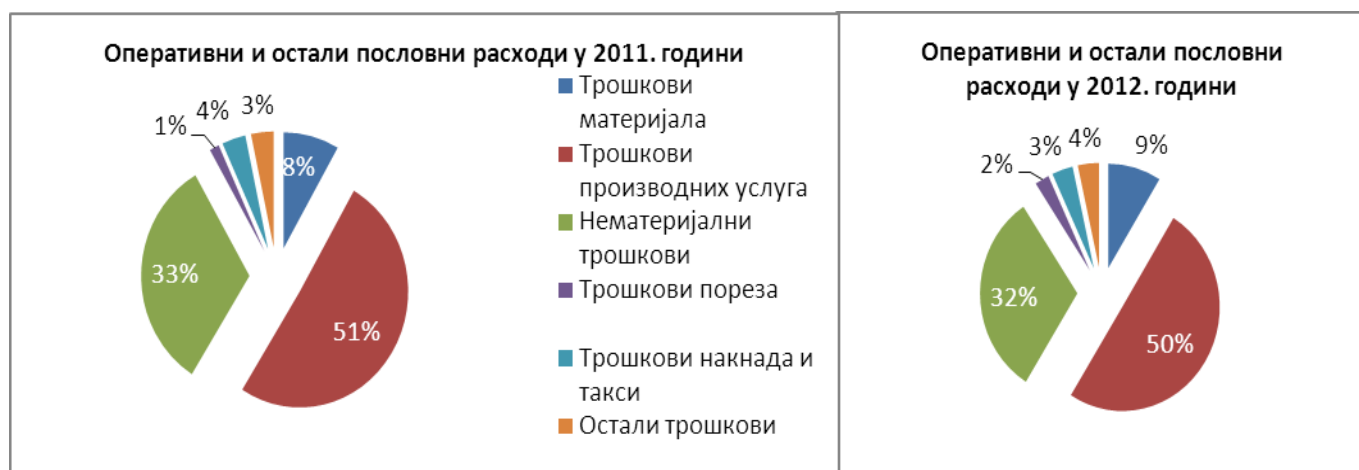 Оперативни и остали пословни расходи у 2011. години
1%
4%
3%
8%
33%
51%
Трошкови
материјала
Трошкови
производних услуга
Нематеријални
трошкови
Трошкови пореза
Трошкови накнада и
такси
Остали трошкови
Оперативни и остали пословни
расходи у 2012. години
2%
3%
4%
9%
32%
50%